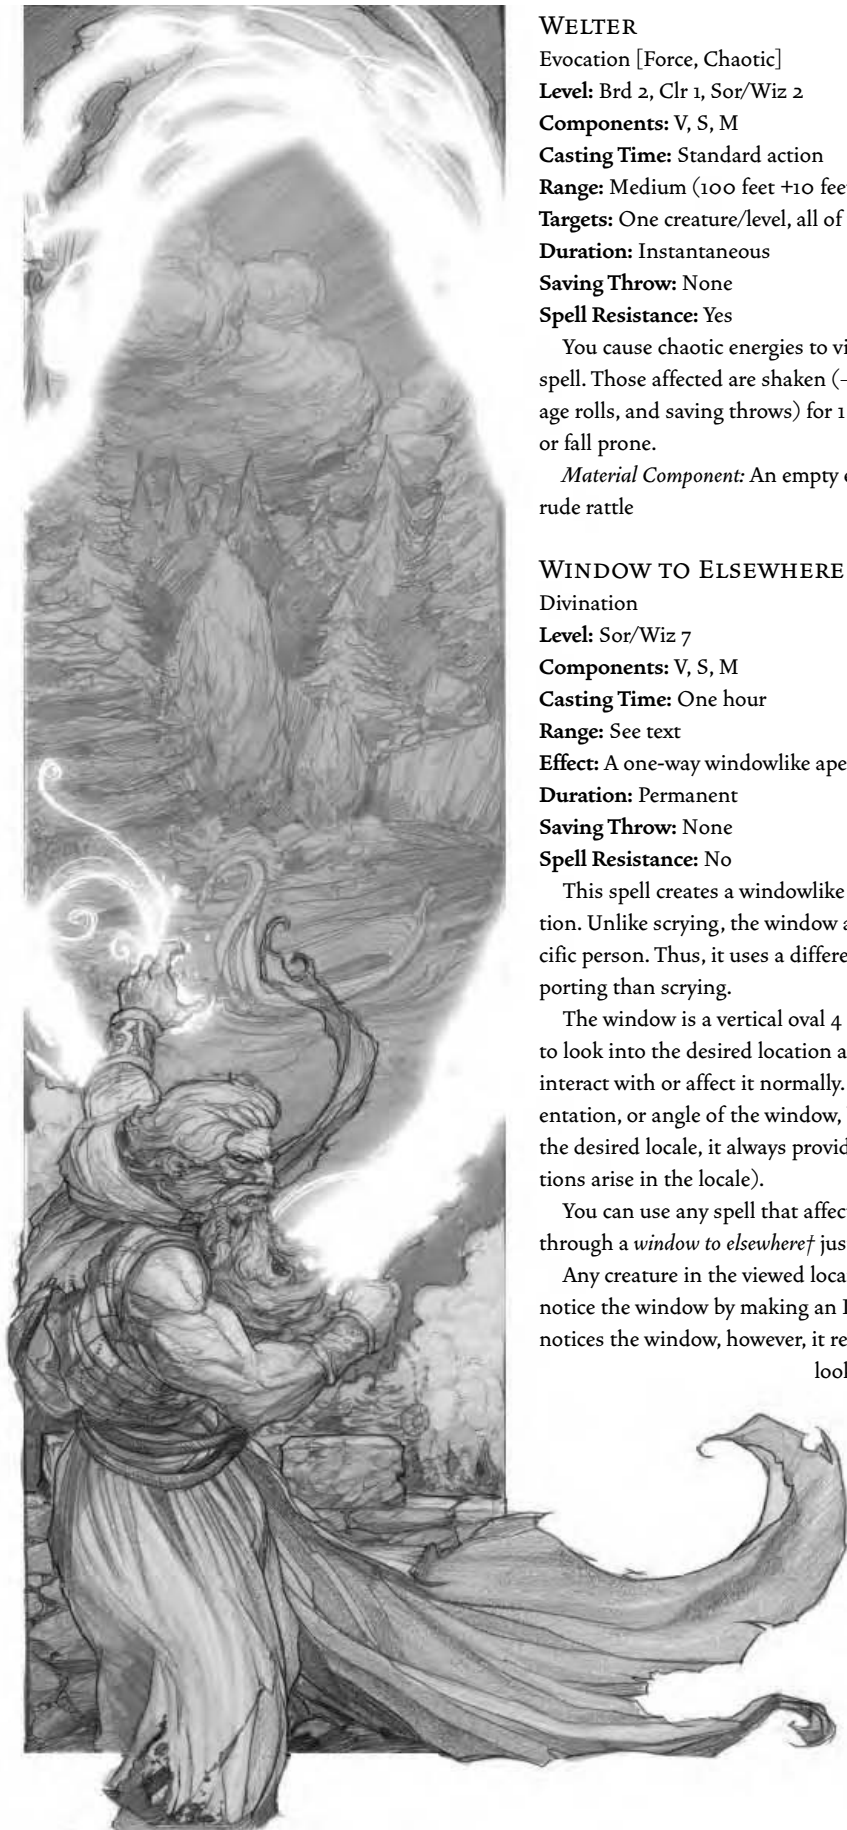 WELTER
Evocation [Force, Chaotic]
Level: Brd 2, Clr 1, Sor/Wiz 2
Components: V, S, M
Casting Time: Standard action
Range: Medium (100 feet +10 feet
Targets: One creature/level, all of
Duration: Instantaneous
Saving Throw: None
Spell Resistance: Yes
You cause chaotic energies to vi
spell. Those affected are shaken (–
age rolls, and saving throws) for 1
or fall prone.
Material Component: An empty
rude rattle
WINDOW TO ELSEWHERE
Divination
Level: Sor/Wiz 7
Components: V, S, M
Casting Time: One hour
Range: See text
Effect: A one-way windowlike ape
Duration: Permanent
Saving Throw: None
Spell Resistance: No
This spell creates a windowlike
tion. Unlike scrying, the window a
cific person. Thus, it uses a differe
porting than scrying.
The window is a vertical oval 4
to look into the desired location a
interact with or affect it normally.
entation, or angle of the window,
the desired locale, it always provid
tions arise in the locale).
You can use any spell that affect
through a window to elsewhere† jus
Any creature in the viewed loca
notice the window by making an I
notices the window, however, it re
look